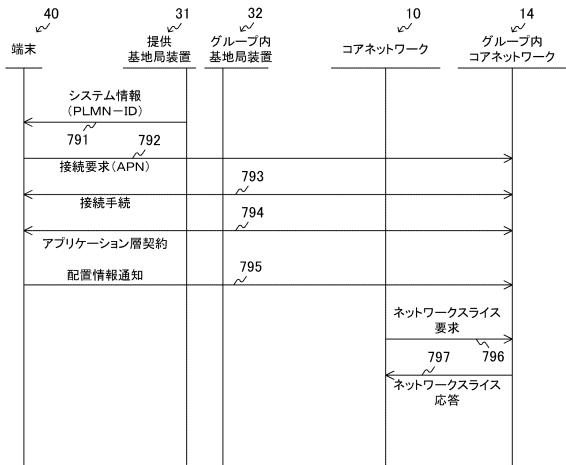 40
31
32
10
14
端末
提供
基地局装置
グループ内
基地局装置
コアネットワーク
グループ内
コアネットワーク
システム情報
(PLMN-ID)
791
792
接続要求(APN)
793
接続手続
794
アプリケーション層契約
配置情報通知
795
ネットワークスライス
要求
797
796
ネットワークスライス
応答